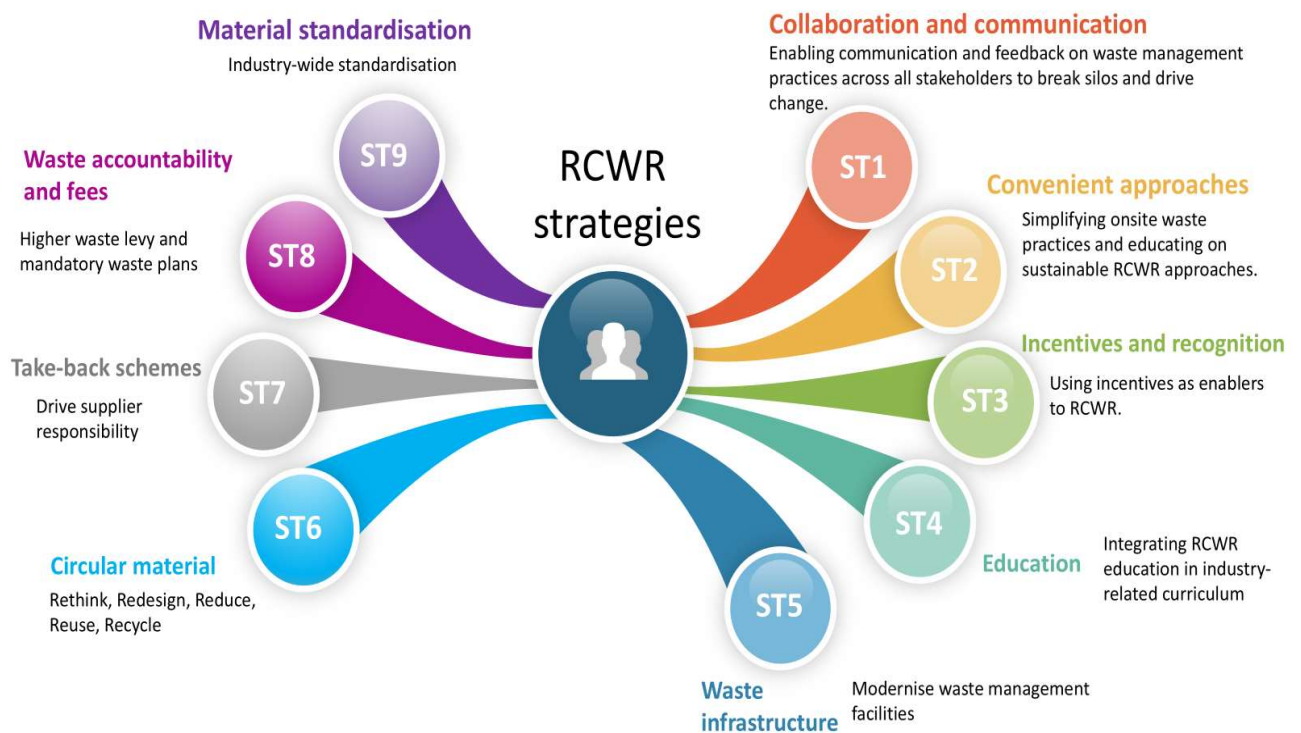 RCWR
strategies
Collaboration and communication
Enabling communication and feedback on waste management
practices across all stakeholders to break silos and drive
change.
ST1
Convenient approaches
Simplifying onsite waste
practices and educating on
sustainable RCWR approaches.
ST2
Incentives and recognition
Using incentives as enablers
to RCWR.
ST3
Education
Integrating RCWR
education in industry-
related curriculum
ST4
Waste
infrastructure
Modernise waste management
facilities
ST5
Circular material
Rethink, Redesign, Reduce,
Reuse, Recycle
ST6
Take-back schemes
Drive supplier
responsibility
ST7
Waste accountability
and fees
Higher waste levy and
mandatory waste plans
ST8
Material standardisation
Industry-wide standardisation
ST9